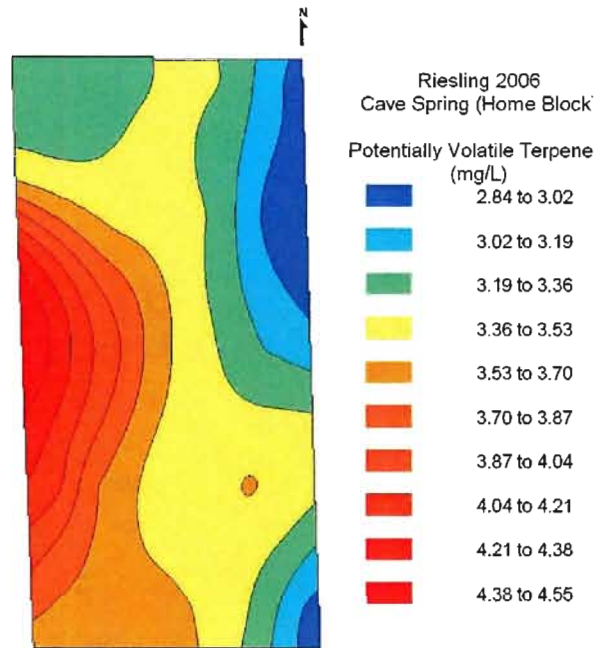 N
Riesling 2006
Cave Spring (Home Block
Potentially Volatile Terpene
(mg/L)
2.84 to 3.02
3.02 to 3.19
3.19 to 3.36
3.36 to 3.53
3.53 to 3.70
3.70 to 3.87
3.87 to 4.04
4.04 to 4.21
4.21 to 4.38
4.38 to 4.55